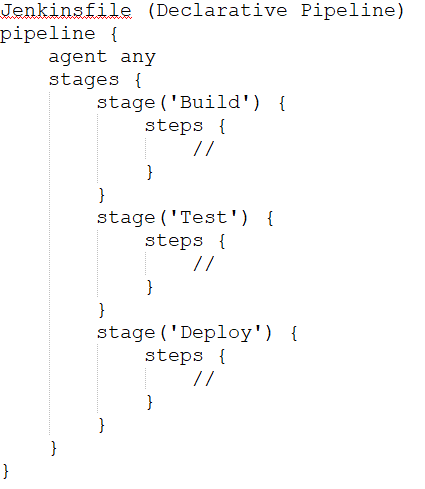 Jenkinsfile (Declarative Pipeline)
pipeline {
    agent any
    stages {
        stage('Build') {
            steps {
                //
            }
        }
        stage('Test') {
            steps {
                //
            }
        }
        stage('Deploy') {
            steps {
                //
            }
        }
    }
}